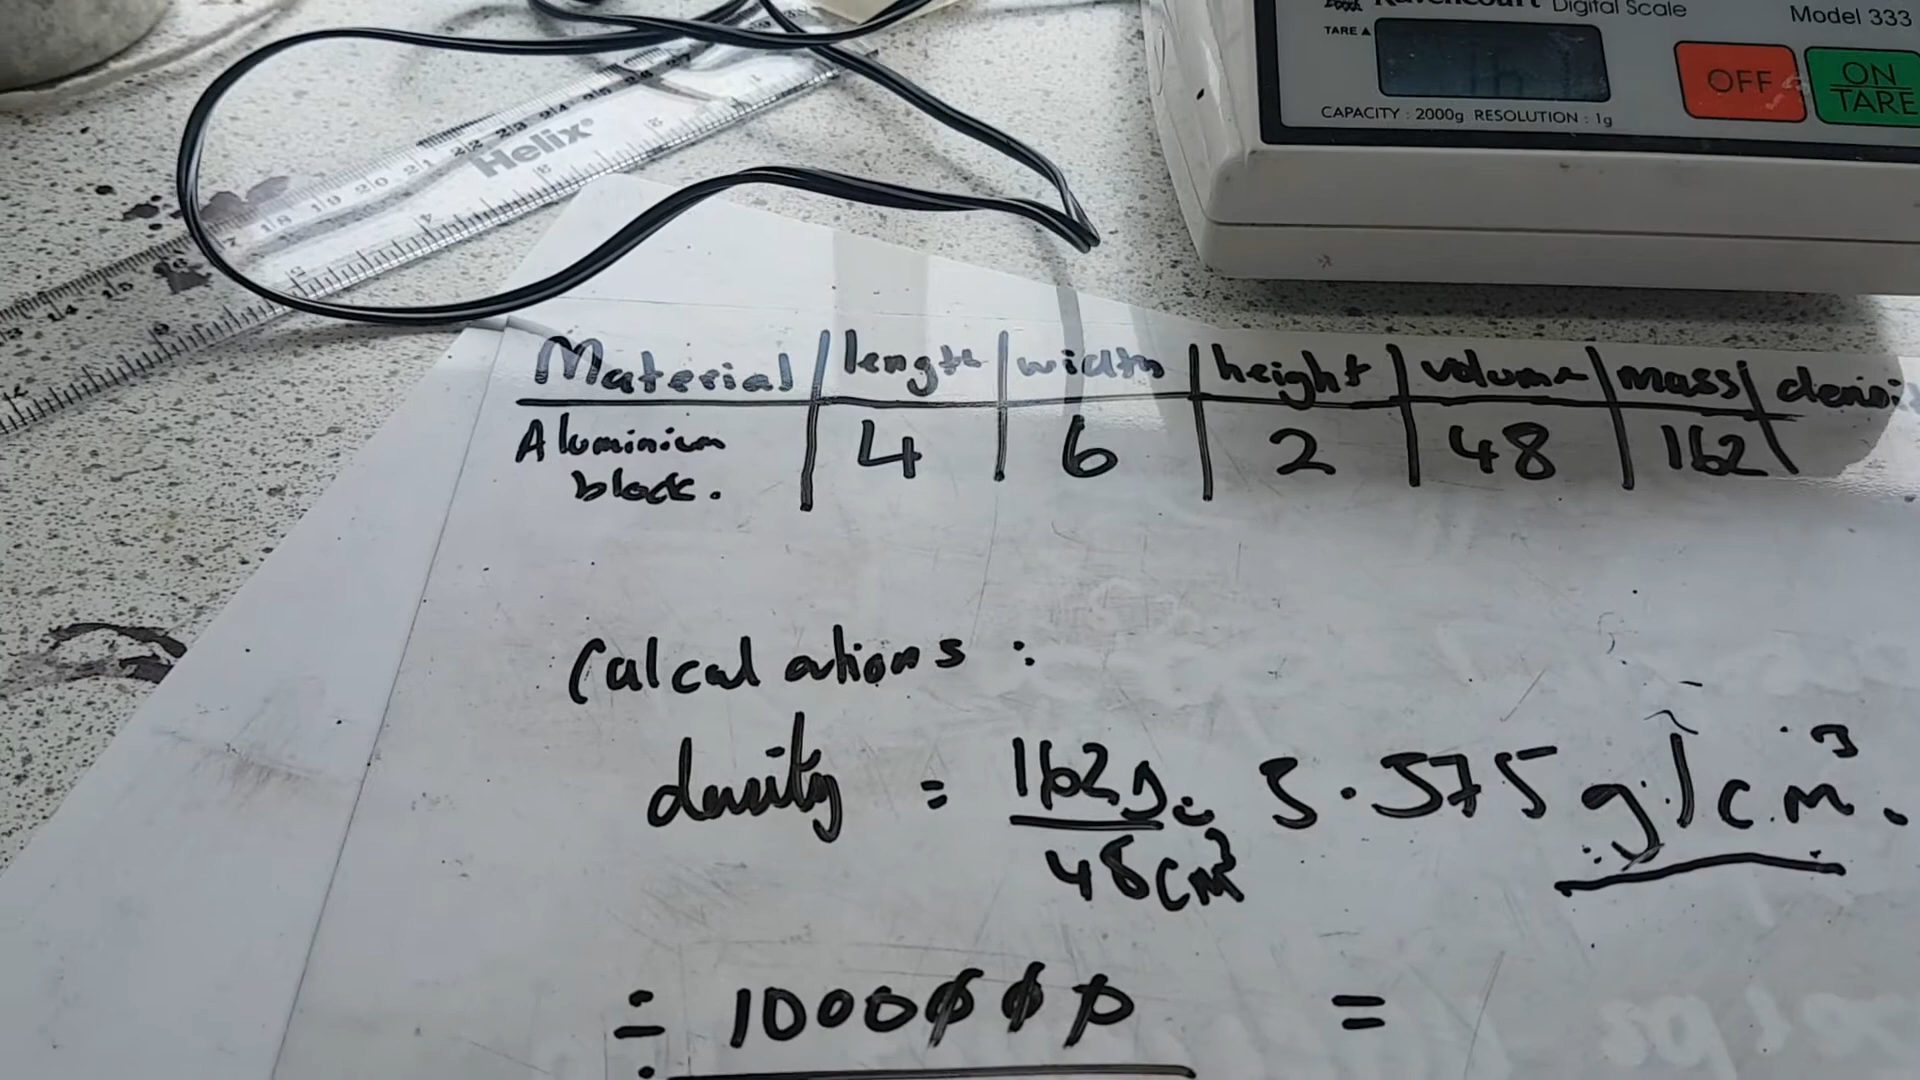 Ravencourt Digital Scale
Model 333
TARE
OFF
ON
TARE
CAPACITY : 2000g RESOLUTION : 1g
Helix
Material | length | width | height | volume | mass |
Aluminium block. | 4 | 6 | 2 | 48 | 162 |
Calculations :
density = 162g = 3.375 g/cm³.
48cm³
÷ 1000000 =